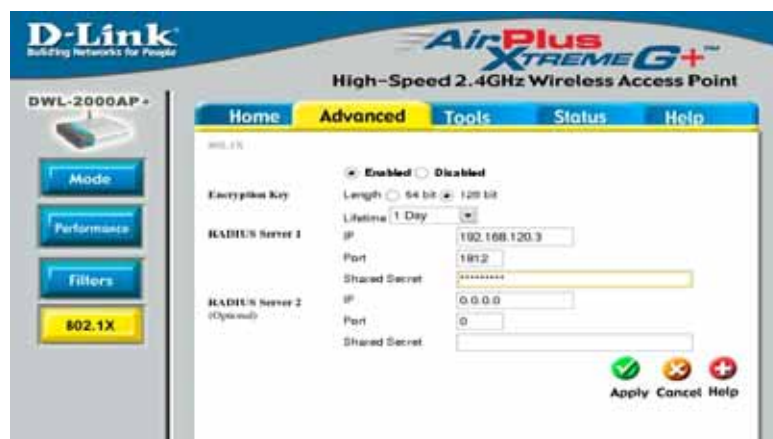 D-Link
Building Networks for People
AirPlus
XTREME G+™
High-Speed 2.4GHz Wireless Access Point
DWL-2000AP+
Home Advanced Tools Status Help
Mode
Performance
Filters
802.1X
802.1X
Enabled Disabled
Encryption Key Length 64 bit 128 bit
Lifetime 1 Day
RADIUS Server 1 IP 192.168.120.3
Port 1812
Shared Secret *********
RADIUS Server 2 IP 0.0.0.0
(Optional) Port 0
Shared Secret
Apply Cancel Help